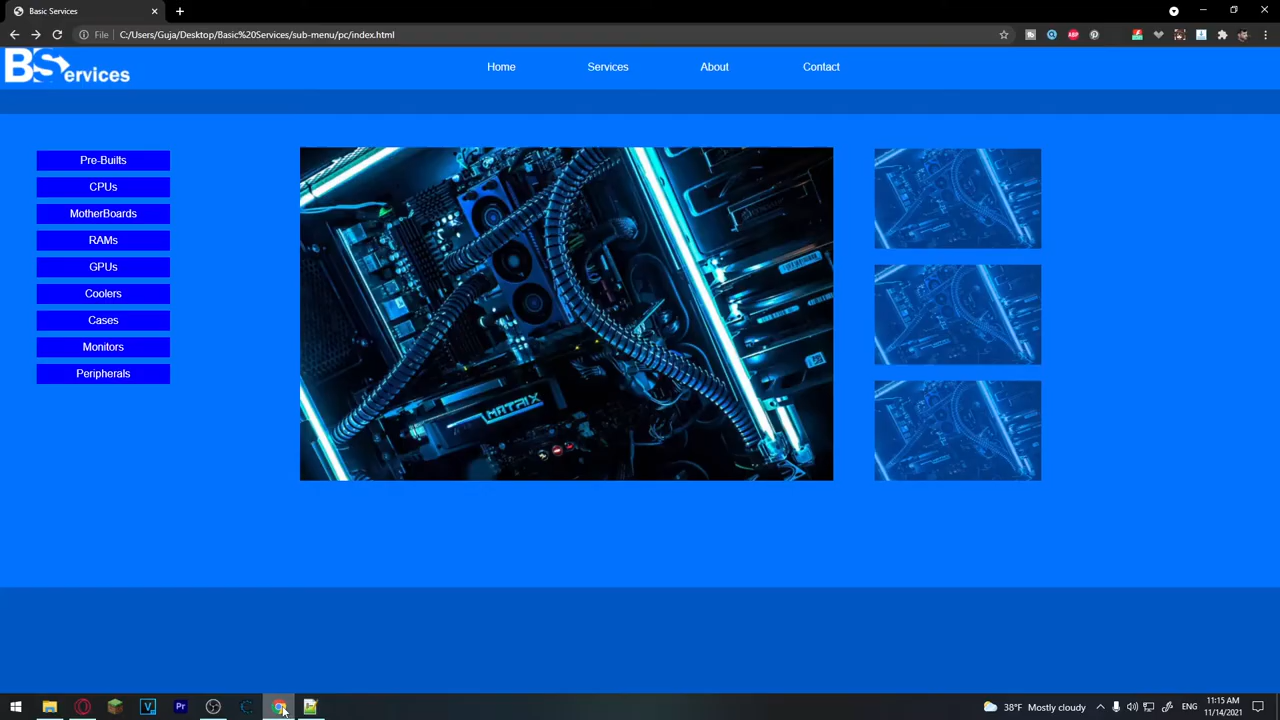 Basic Services
File C:/Users/Guja/Desktop/Basic%20Services/sub-menu/pc/index.html
BServices Home Services About Contact
Pre-Builts
CPUs
MotherBoards
RAMs
GPUs
Coolers
Cases
Monitors
Peripherals
MATRIX
38°F Mostly cloudy ENG 11:15 AM
11/14/2021